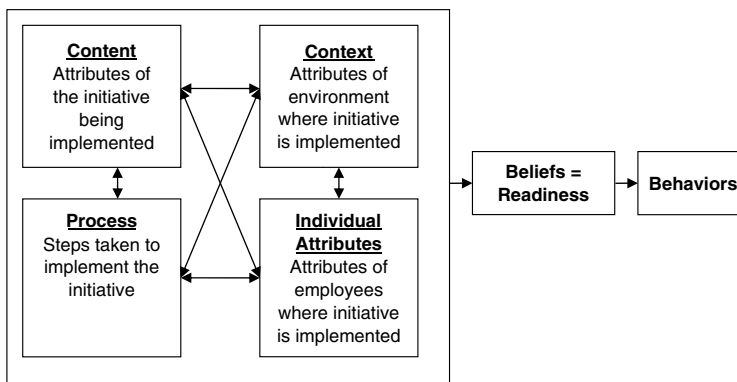 Content
Attributes of
the initiative
being
implemented
Context
Attributes of
environment
where initiative
is implemented
Process
Steps taken to
implement the
initiative
Individual
Attributes
Attributes of
employees
where initiative
is implemented
Beliefs =
Readiness
Behaviors